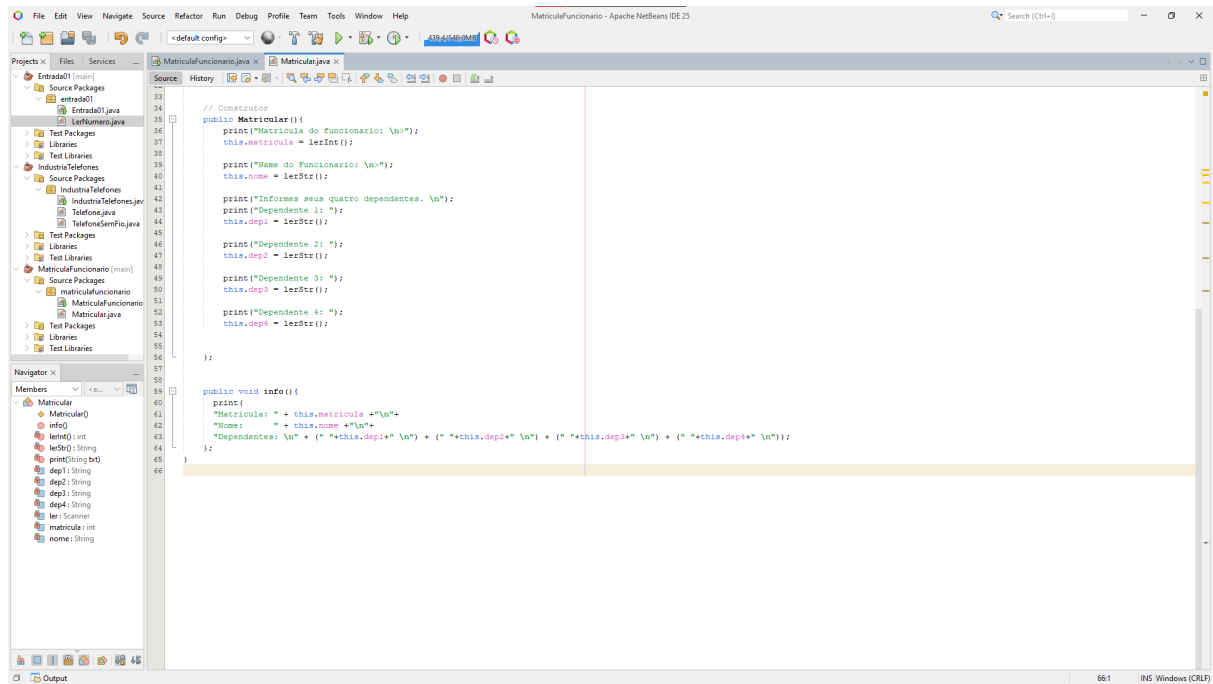 File Edit View Navigate Source Refactor Run Debug Profile Team Tools Window Help
MatriculaFuncionario - Apache NetBeans IDE 25
Search (Ctrl+I)
<default config>
439.4/540.0MB
Projects Files Services
MatriculaFuncionario.java Matricular.java
Source History
Entrada01 [main]
Source Packages
entrada01
Entrada01.java
LerNumero.java
Test Packages
Libraries
Test Libraries
IndustriaTelefones
Source Packages
IndustriaTelefones
IndustriaTelefones.jav
Telefone.java
TelefoneSemFio.java
Test Packages
Libraries
Test Libraries
MatriculaFuncionario [main]
Source Packages
matriculafuncionario
MatriculaFuncionario
Matricular.java
Test Packages
Libraries
Test Libraries
Navigator
Members <e...
Matricular
Matricular()
info()
lerInt() : int
lerStr() : String
print(String txt)
dep1 : String
dep2 : String
dep3 : String
dep4 : String
ler : Scanner
matricula : int
nome : String
33
34 // Construtor
35 public Matricular(){
36 print("Matricula do funcionario: \n>");
37 this.matricula = lerInt();
38
39 print("Name do Funcionario: \n>");
40 this.nome = lerStr();
41
42 print("Informes seus quatro dependentes. \n");
43 print("Dependente 1: ");
44 this.dep1 = lerStr();
45
46 print("Dependente 2: ");
47 this.dep2 = lerStr();
48
49 print("Dependente 3: ");
50 this.dep3 = lerStr();
51
52 print("Dependente 4: ");
53 this.dep4 = lerStr();
54
55
56 };
57
58
59 public void info(){
60 print(
61 "Matricula: " + this.matricula +"\n"+
62 "Nome:      " + this.nome +"\n"+
63 "Dependentes: \n" + (" "+this.dep1+" \n") + (" "+this.dep2+" \n") + (" "+this.dep3+" \n") + (" "+this.dep4+" \n"));
64 };
65 }
66
Output
66:1 INS Windows (CRLF)